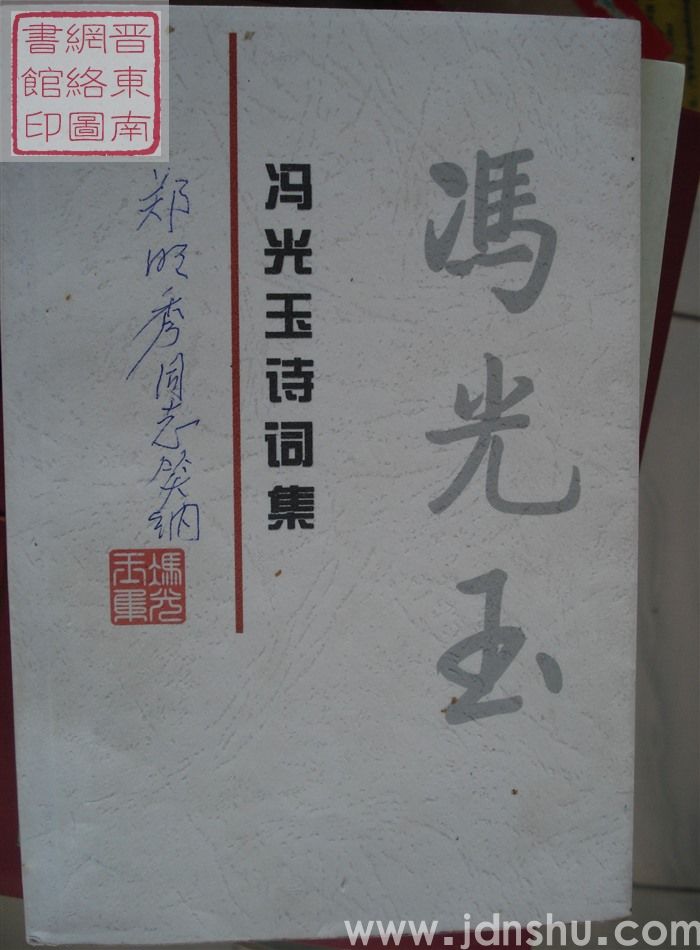 晋東南
網絡圖
書館印
馮光玉
冯光玉诗词集
郑明秀同志笑纳
馮光
玉集
www.jdnshu.com